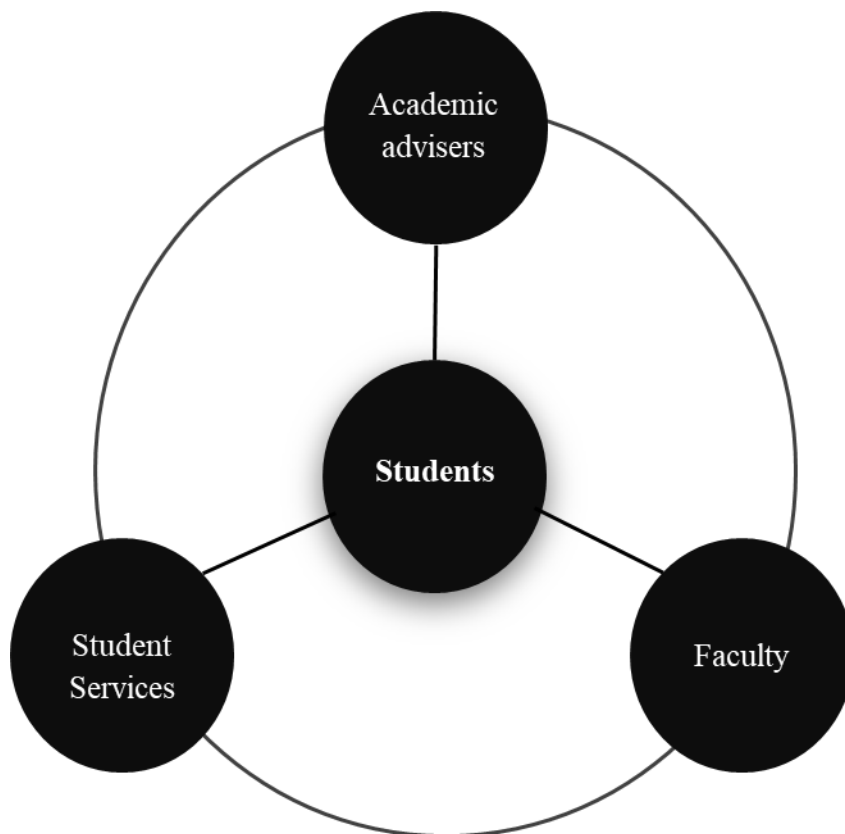 Academic
advisers
Students
Student
Services
Faculty